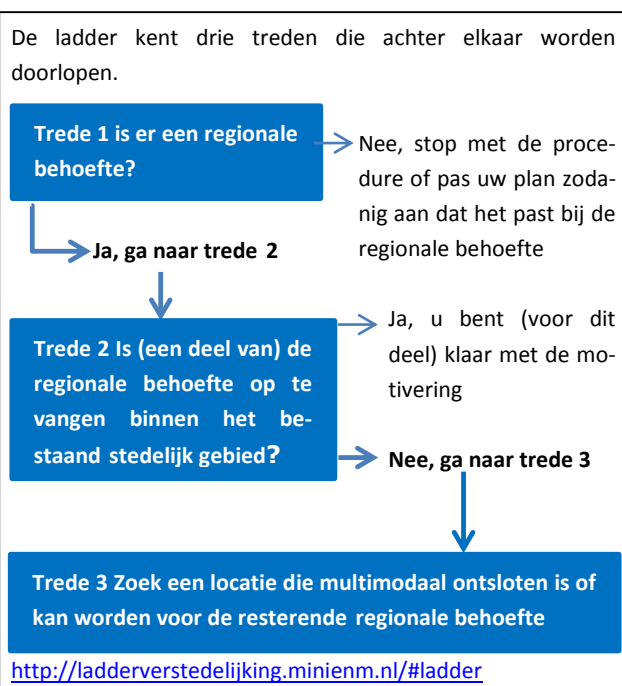 De ladder kent drie treden die achter elkaar worden
doorlopen.
Trede 1 is er een regionale
behoefte?
Nee, stop met de proce-
dure of pas uw plan zoda-
nig aan dat het past bij de
regionale behoefte
Ja, ga naar trede 2
Trede 2 Is (een deel van) de
regionale behoefte op te
vangen binnen het be-
staand stedelijk gebied?
Ja, u bent (voor dit
deel) klaar met de mo-
tivering
Nee, ga naar trede 3
Trede 3 Zoek een locatie die multimodaal ontsloten is of
kan worden voor de resterende regionale behoefte
http://ladderverstedelijking.minienm.nl/#ladder